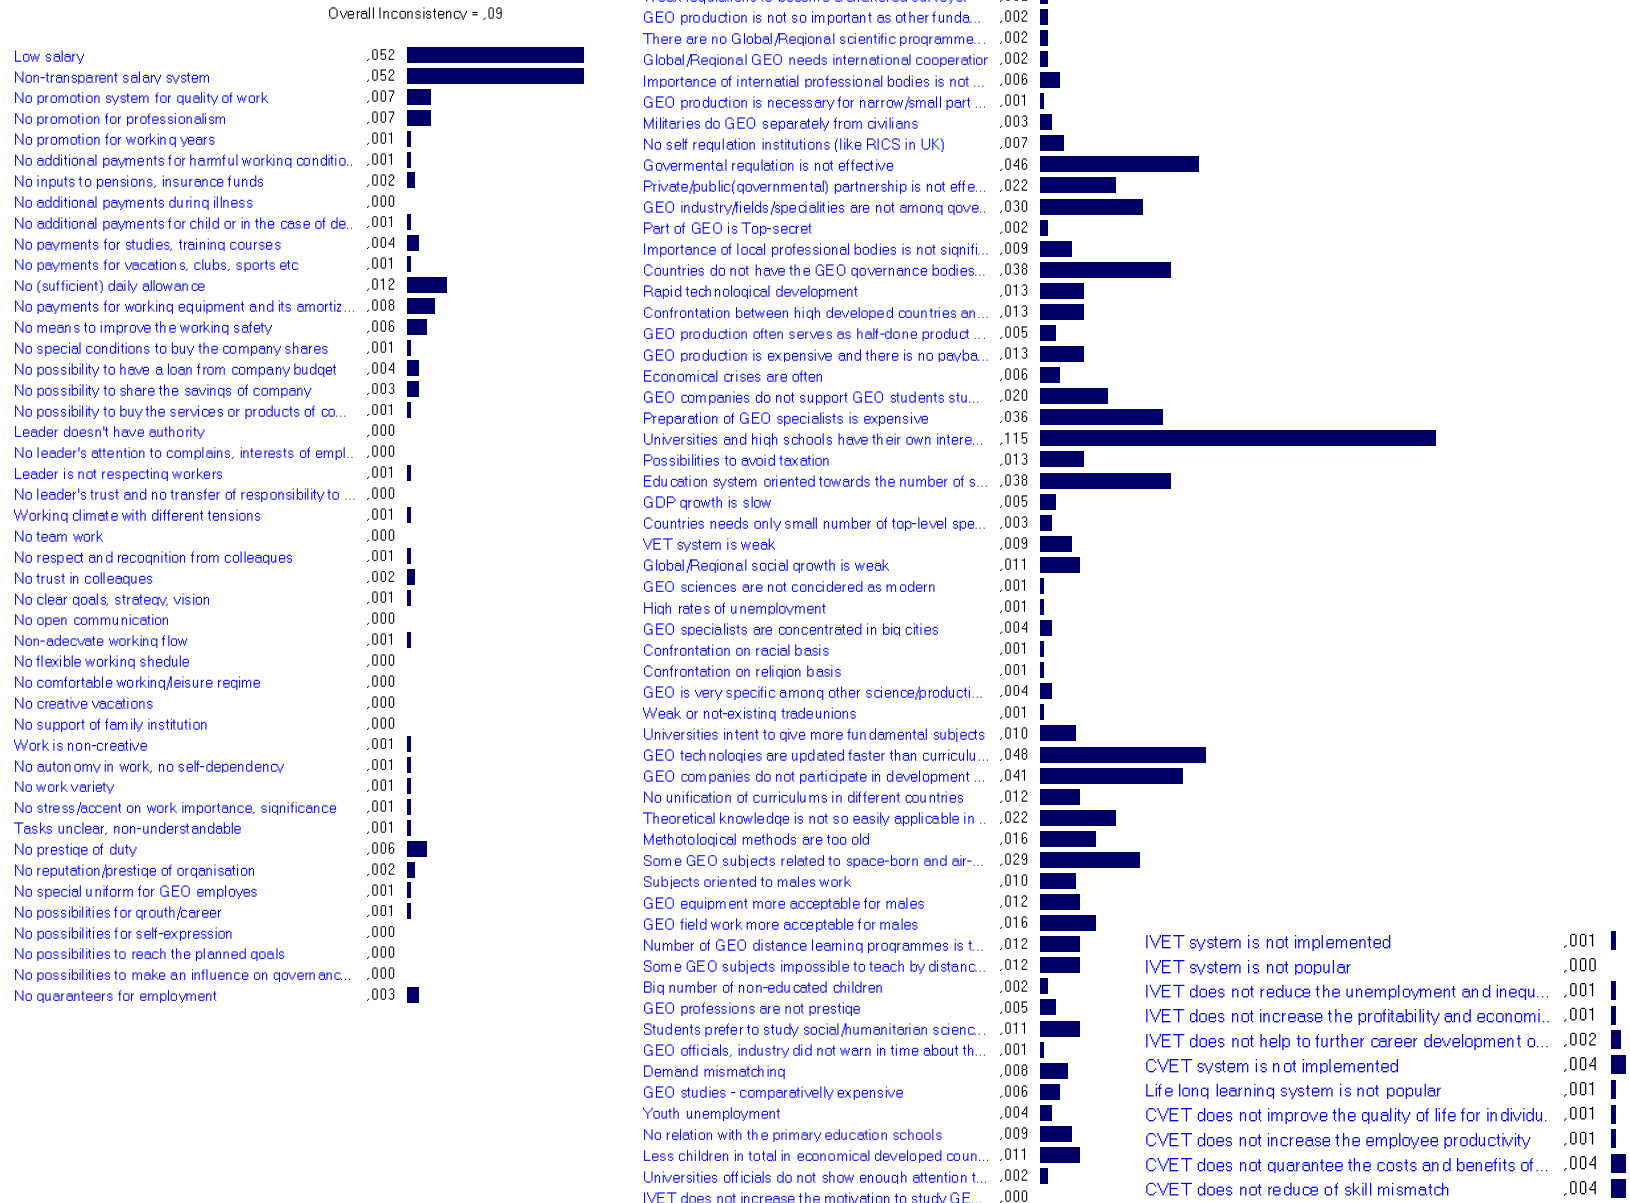 Overall Inconsistency = ,09
Low salary ,052
Non-transparent salary system ,052
No promotion system for quality of work ,007
No promotion for professionalism ,007
No promotion for working years ,001
No additional payments for harmful working conditio.. ,001
No inputs to pensions, insurance funds ,002
No additional payments during illness ,000
No additional payments for child or in the case of de.. ,001
No payments for studies, training courses ,004
No payments for vacations, clubs, sports etc ,001
No (sufficient) daily allowance ,012
No payments for working equipment and its amortiz... ,008
No means to improve the working safety ,006
No special conditions to buy the company shares ,001
No possibility to have a loan from company budget ,004
No possibility to share the savings of company ,003
No possibility to buy the services or products of co... ,001
Leader doesn't have authority ,000
No leader's attention to complains, interests of empl.. ,000
Leader is not respecting workers ,001
No leader's trust and no transfer of responsibility to ... ,000
Working climate with different tensions ,001
No team work ,000
No respect and recognition from colleagues ,001
No trust in colleagues ,002
No clear goals, strategy, vision ,001
No open communication ,000
Non-adecvate working flow ,001
No flexible working shedule ,000
No comfortable working/leisure regime ,000
No creative vacations ,000
No support of family institution ,000
Work is non-creative ,001
No autonomy in work, no self-dependency ,001
No work variety ,001
No stress/accent on work importance, significance ,001
Tasks unclear, non-understandable ,001
No prestige of duty ,006
No reputation/prestige of organisation ,002
No special uniform for GEO employes ,001
No possibilities for grouth/career ,001
No possibilities for self-expression ,000
No possibilities to reach the planned goals ,000
No possibilities to make an influence on governanc... ,000
No guaranteers for employment ,003
GEO production is not so important as other funda... ,002
There are no Global/Regional scientific programme... ,002
Global/Regional GEO needs international cooperation ,002
Importance of internatial professional bodies is not ... ,006
GEO production is necessary for narrow/small part ... ,001
Militaries do GEO separately from civilians ,003
No self regulation institutions (like RICS in UK) ,007
Govermental regulation is not effective ,046
Private/public(governmental) partnership is not effe... ,022
GEO industry/fields/specialities are not among gove.. ,030
Part of GEO is Top-secret ,002
Importance of local professional bodies is not signifi... ,009
Countries do not have the GEO governance bodies... ,038
Rapid technological development ,013
Confrontation between high developed countries an... ,013
GEO production often serves as half-done product ... ,005
GEO production is expensive and there is no payba... ,013
Economical crises are often ,006
GEO companies do not support GEO students stu... ,020
Preparation of GEO specialists is expensive ,036
Universities and high schools have their own intere... ,115
Possibilities to avoid taxation ,013
Education system oriented towards the number of s... ,038
GDP growth is slow ,005
Countries needs only small number of top-level spe... ,003
VET system is weak ,009
Global/Regional social growth is weak ,011
GEO sciences are not concidered as modern ,001
High rates of unemployment ,001
GEO specialists are concentrated in big cities ,004
Confrontation on racial basis ,001
Confrontation on religion basis ,001
GEO is very specific among other science/producti... ,004
Weak or not-existing tradeunions ,001
Universities intent to give more fundamental subjects ,010
GEO technologies are updated faster than curriculu... ,048
GEO companies do not participate in development ... ,041
No unification of curriculums in different countries ,012
Theoretical knowledge is not so easily applicable in .. ,022
Methotological methods are too old ,016
Some GEO subjects related to space-born and air-... ,029
Subjects oriented to males work ,010
GEO equipment more acceptable for males ,012
GEO field work more acceptable for males ,016
Number of GEO distance learning programmes is t... ,012
Some GEO subjects impossible to teach by distanc... ,012
Big number of non-educated children ,002
GEO professions are not prestige ,005
Students prefer to study social/humanitarian scienc... ,011
GEO officials, industry did not warn in time about th... ,001
Demand mismatching ,008
GEO studies - comparativelly expensive ,006
Youth unemployment ,004
No relation with the primary education schools ,009
Less children in total in economical developed coun... ,011
Universities officials do not show enough attention t... ,002
IVET does not increase the motivation to study GE... ,000
IVET system is not implemented ,001
IVET system is not popular ,000
IVET does not reduce the unemployment and inequ... ,001
IVET does not increase the profitability and economi.. ,001
IVET does not help to further career development o... ,002
CVET system is not implemented ,004
Life long learning system is not popular ,001
CVET does not improve the quality of life for individu. ,001
CVET does not increase the employee productivity ,001
CVET does not guarantee the costs and benefits of... ,004
CVET does not reduce of skill mismatch ,004